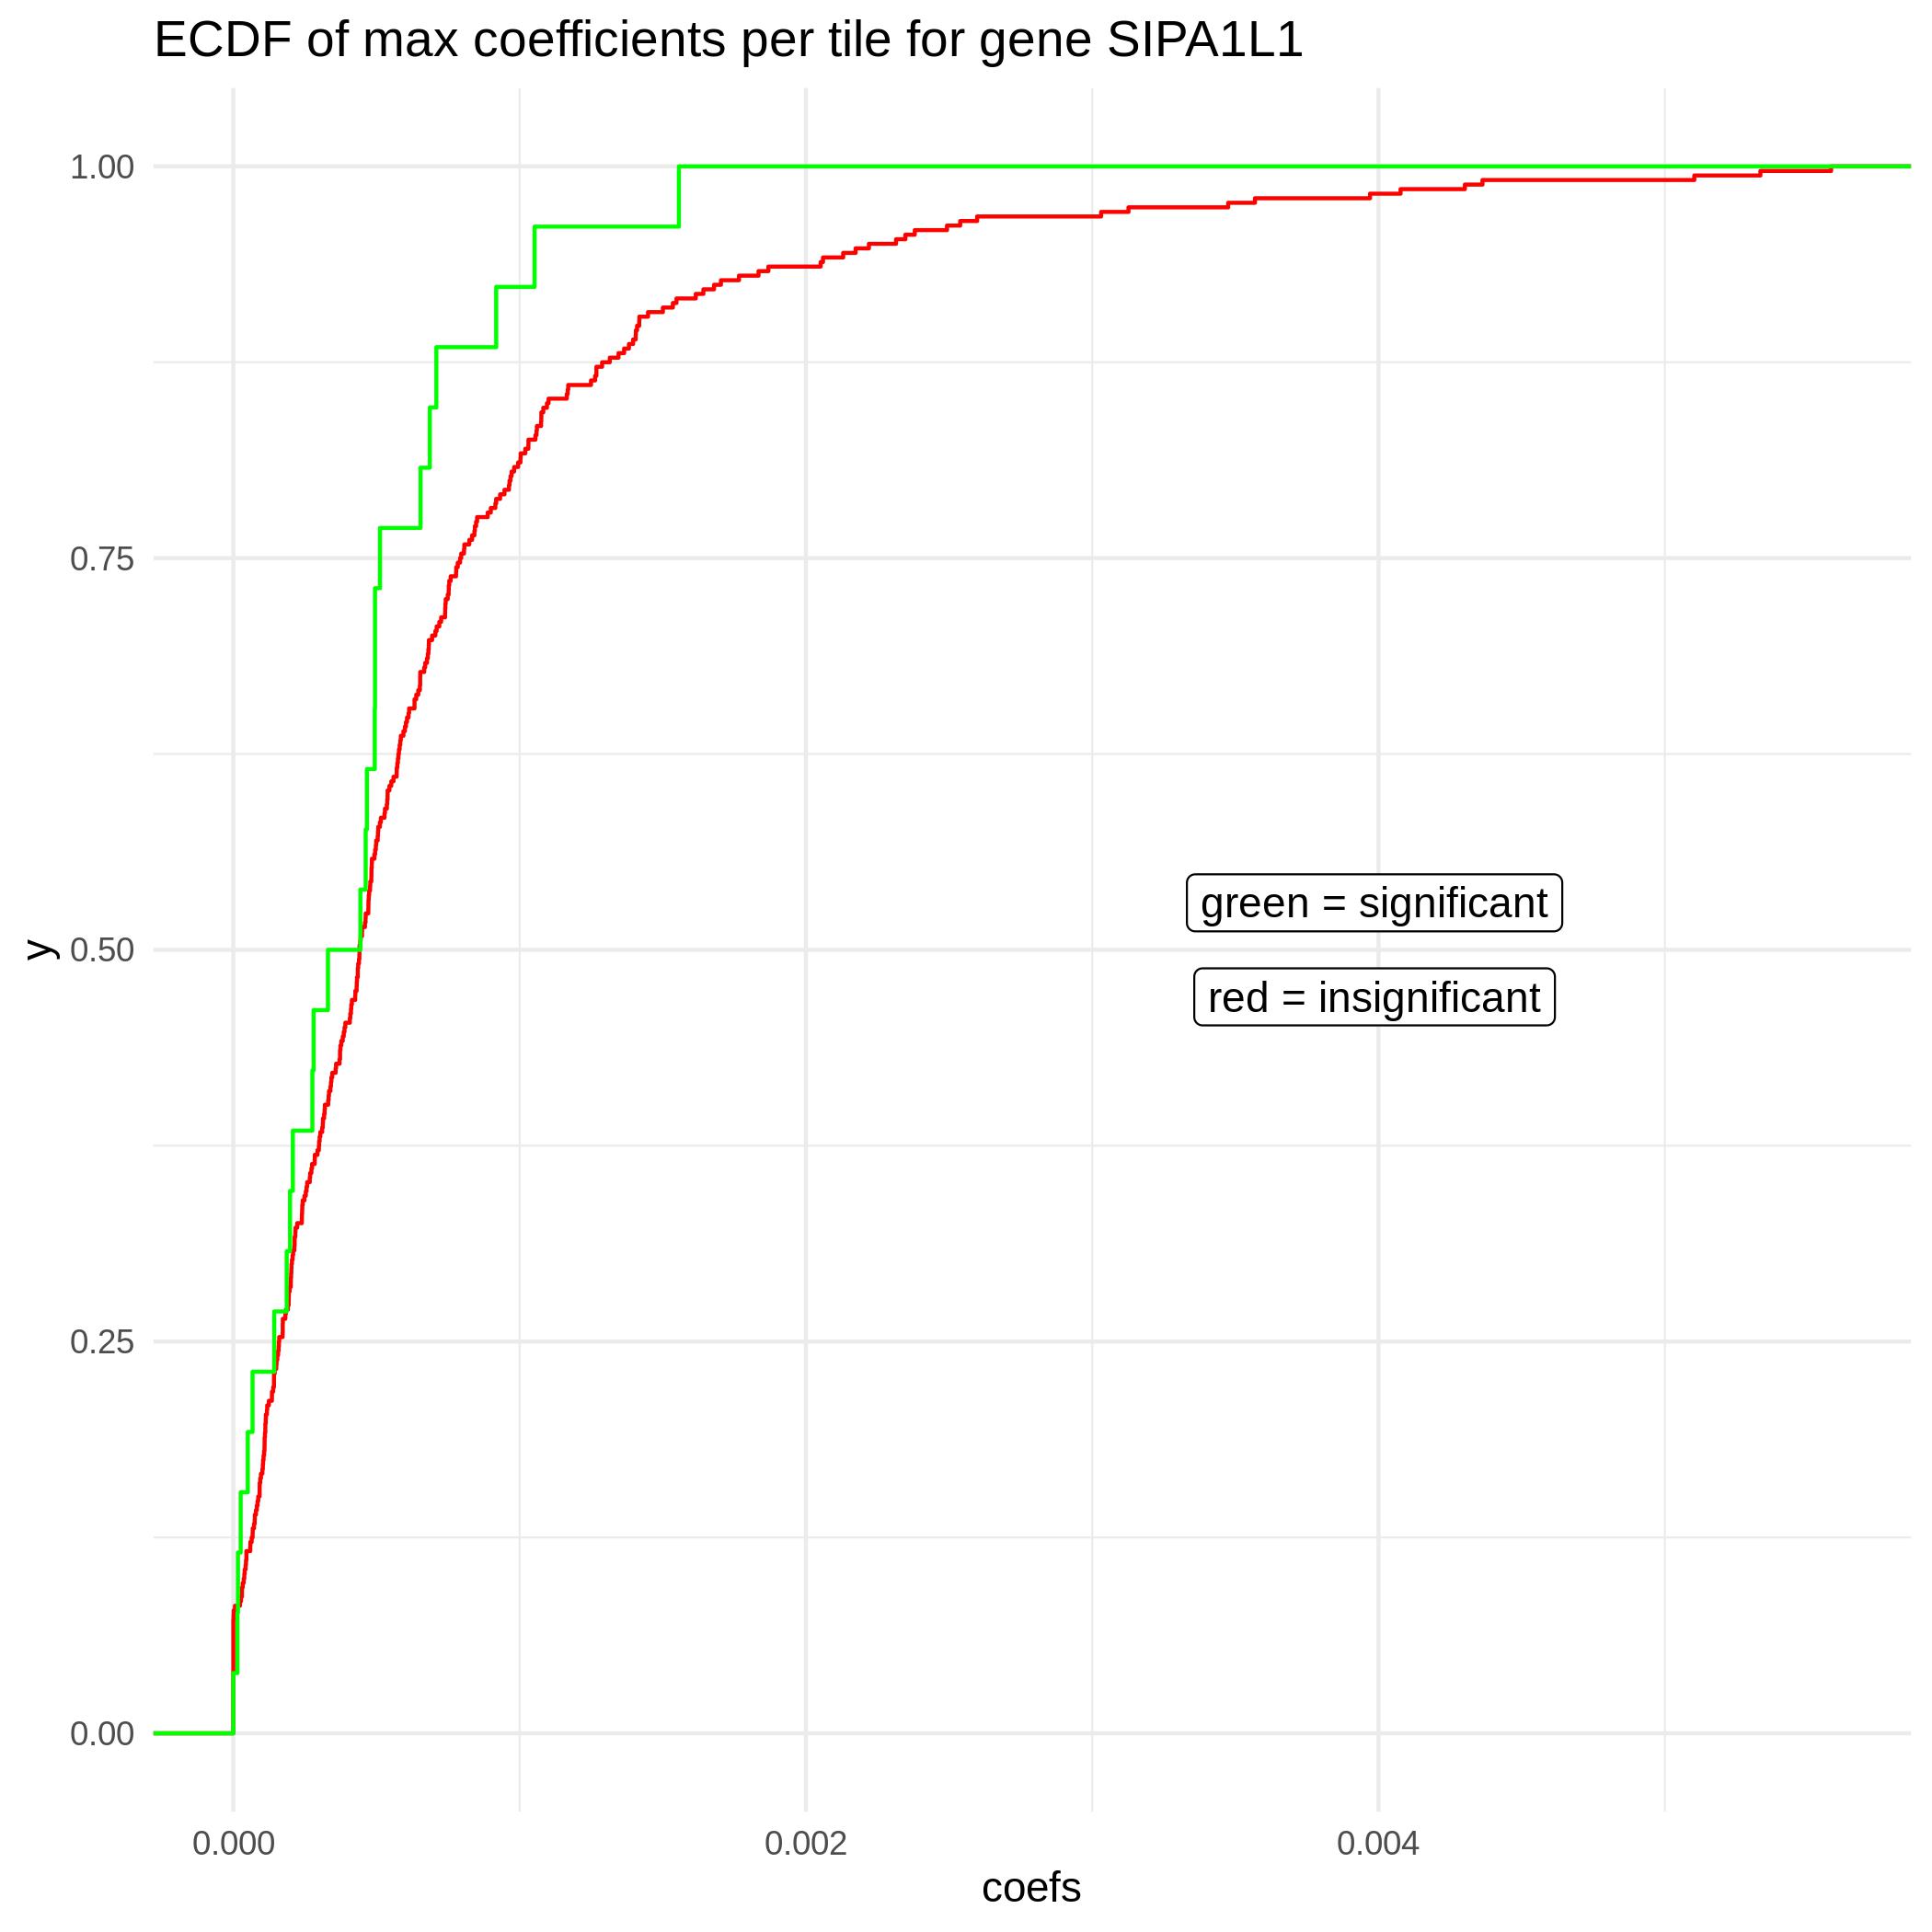 ECDF of max coefficients per tile for gene SIPA1L1
1.00
0.75
0.50
0.25
0.00
y
green = significant
red = insignificant
0.000
0.002
0.004
coefs